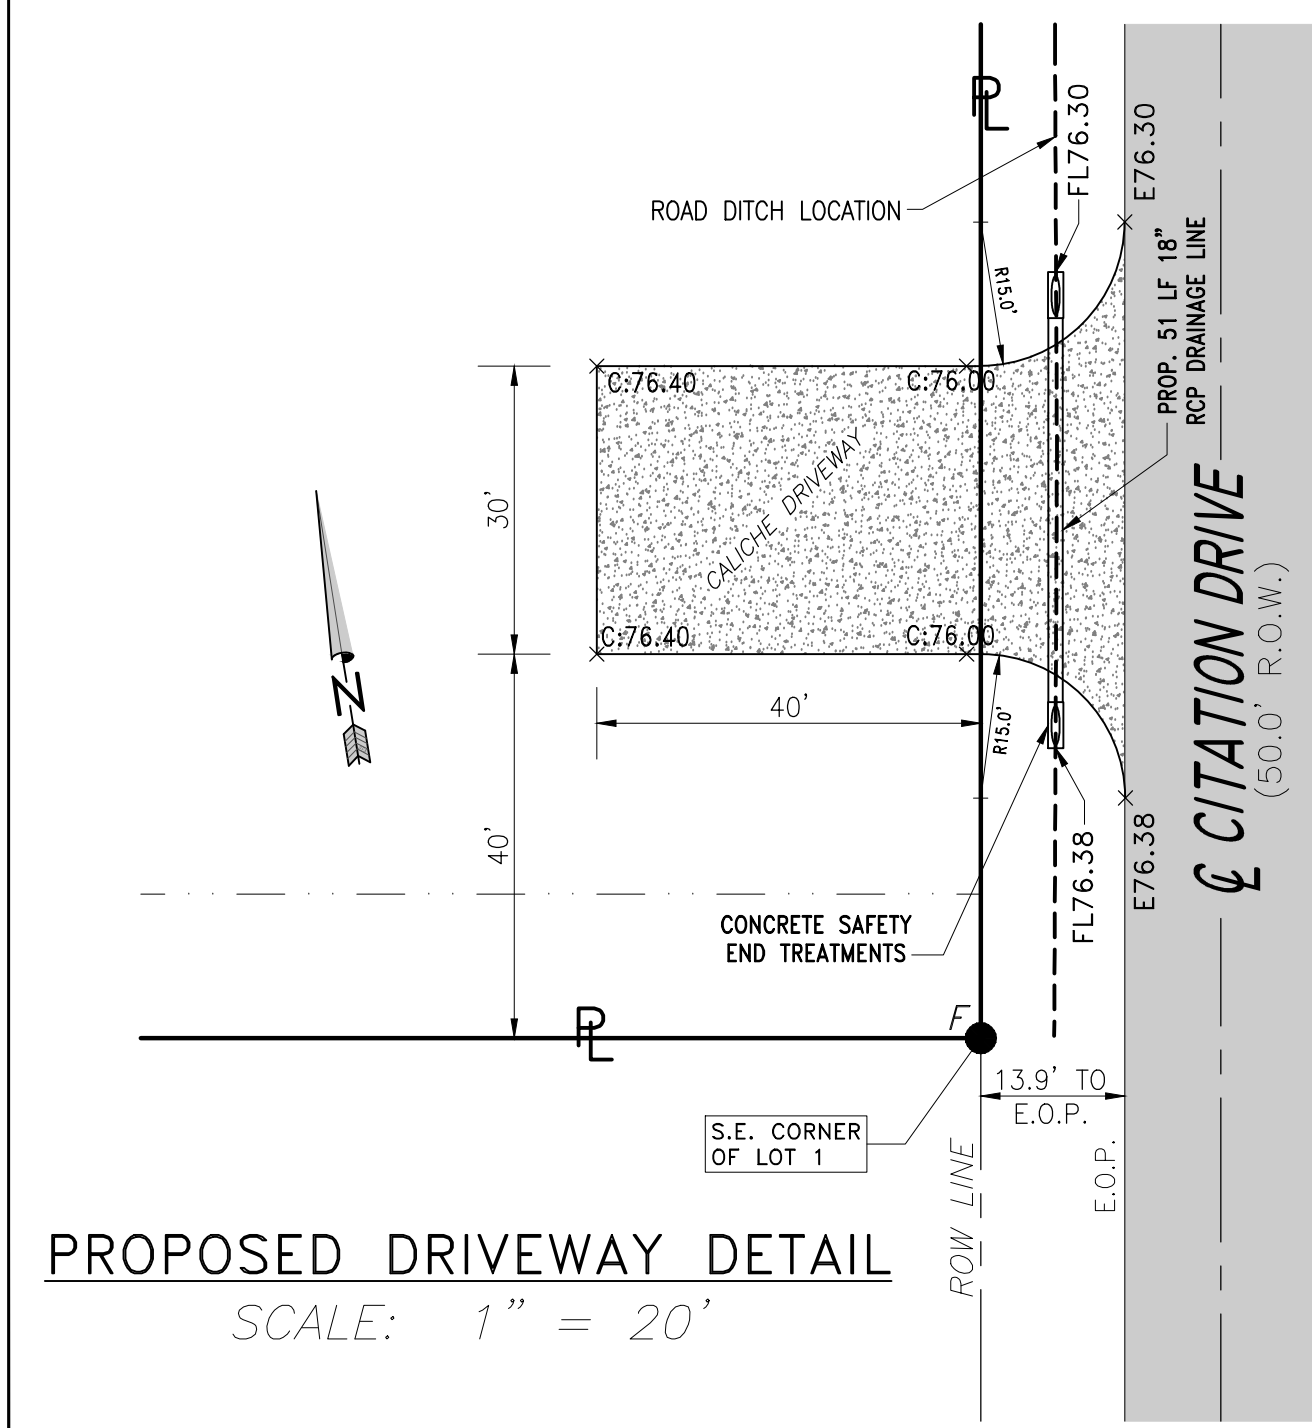 PL
FL76.30
E76.30
ROAD DITCH LOCATION
PROP. 51 LF 18"
RCP DRAINAGE LINE
R15.0'
C:76.40
C:76.00
CALICHE DRIVEWAY
30'
C:76.40
C:76.00
N
40'
R15.0'
40'
CL CITATION DRIVE
(50.0' R.O.W.)
FL76.38
E76.38
CONCRETE SAFETY
END TREATMENTS
PL
F
13.9' TO
E.O.P.
S.E. CORNER
OF LOT 1
ROW LINE
E.O.P.
PROPOSED DRIVEWAY DETAIL
SCALE: 1" = 20'